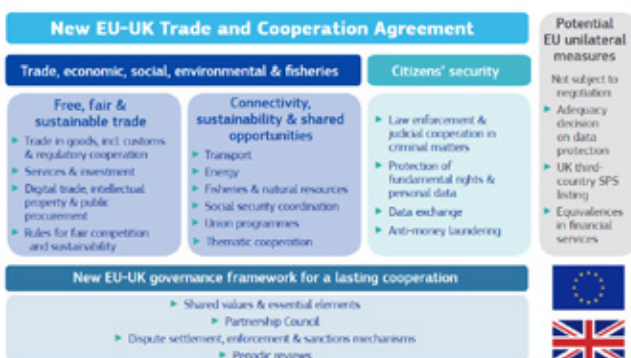 New EU-UK Trade and Cooperation Agreement
Trade, economic, social, environmental & fisheries
Free, fair &
sustainable trade
Trade in goods, incl. customs
& regulatory cooperation
Services & investment
Digital trade, intellectual
property & public
procurement
Rules for fair competition
and sustainability
Connectivity,
sustainability & shared
opportunities
Transport
Energy
Fisheries & natural resources
Social security coordination
Union programmes
Thematic cooperation
Citizens' security
Law enforcement &
judicial cooperation in
criminal matters
Protection of
fundamental rights &
personal data
Data exchange
Anti-money laundering
Potential
EU unilateral
measures
Not subject to
negotiation:
Adequacy
decision
on data
protection
UK third-
country SPS
listing
Equivalences
in financial
services
New EU-UK governance framework for a lasting cooperation
Shared values & essential elements
Partnership Council
Dispute settlement, enforcement & sanctions mechanisms
Periodic reviews